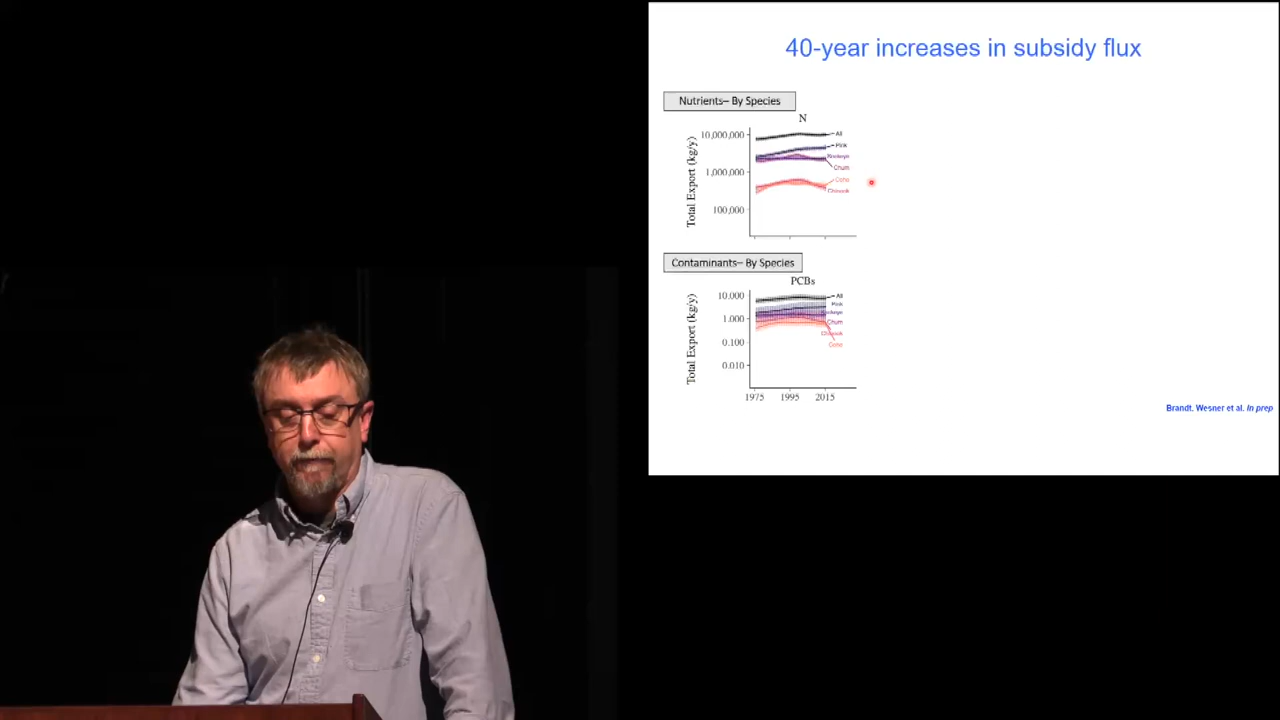 40-year increases in subsidy flux
Nutrients– By Species
N
Total Export (kg/y)
10,000,000
1,000,000
100,000
All
Pink
Sockeye
Chum
Coho
Chinook
Contaminants– By Species
PCBs
Total Export (kg/y)
10.000
1.000
0.100
0.010
All
Pink
Sockeye
Chum
Chinook
Coho
1975 1995 2015
Brandt, Wesner et al. In prep